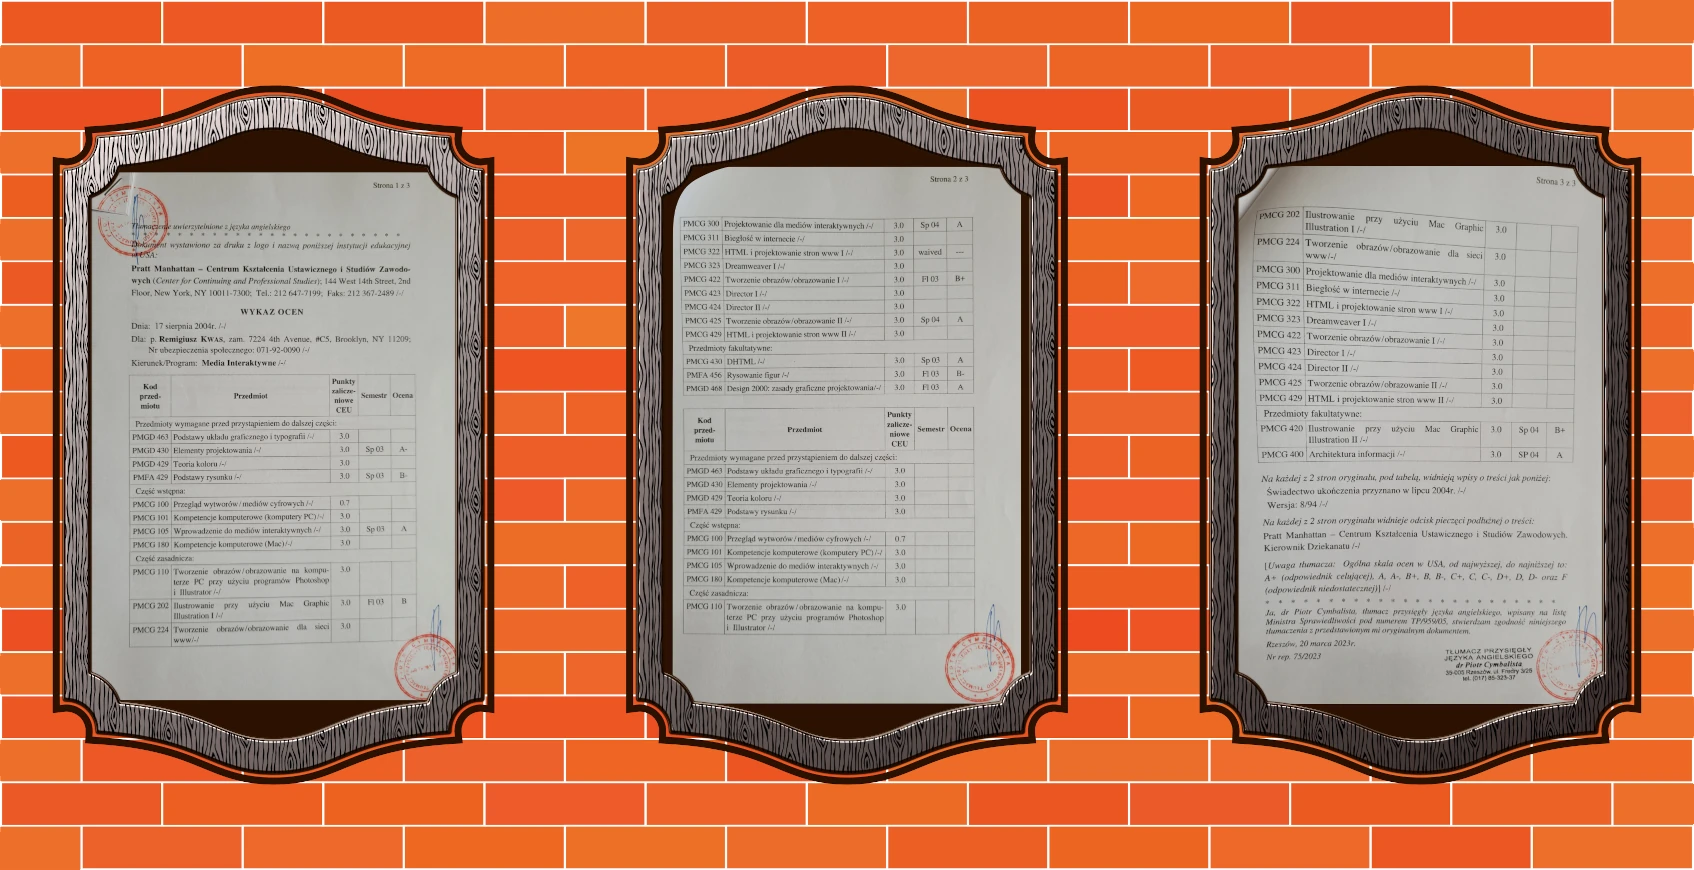 Strona 1 z 3
Tłumaczenie uwierzytelnione z języka angielskiego
* * * * * * * * * * * * * * * * * * * * * * *
Dokument wystawiono za druku z logo i nazwą poniższej instytucji edukacyjnej
w USA:
Pratt Manhattan – Centrum Kształcenia Ustawicznego i Studiów Zawodo-
wych (Center for Continuing and Professional Studies); 144 West 14th Street, 2nd
Floor, New York, NY 10011-7300; Tel.: 212 647-7199; Faks: 212 367-2489 /-/
WYKAZ OCEN
Dnia: 17 sierpnia 2004r. /-/
Dla: p. Remigiusz KWAS, zam. 7224 4th Avenue, #C5, Brooklyn, NY 11209;
Nr ubezpieczenia społecznego: 071-92-0090 /-/
Kierunek/Program: Media Interaktywne /-/
Kod przed-miotu Przedmiot Punkty zalicze-niowe CEU Semestr Ocena
Przedmioty wymagane przed przystąpieniem do dalszej części:
PMGD 463 Podstawy układu graficznego i typografii /-/ 3.0
PMGD 430 Elementy projektowania /-/ 3.0 Sp 03 A-
PMGD 429 Teoria koloru /-/ 3.0
PMFA 429 Podstawy rysunku /-/ 3.0 Sp 03 B-
Część wstępna:
PMCG 100 Przegląd wytworów/mediów cyfrowych /-/ 0.7
PMCG 101 Kompetencje komputerowe (komputery PC) /-/ 3.0
PMCG 105 Wprowadzenie do mediów interaktywnych /-/ 3.0 Sp 03 A
PMCG 180 Kompetencje komputerowe (Mac) /-/ 3.0
Część zasadnicza:
PMCG 110 Tworzenie obrazów/obrazowanie na kompu- 3.0
terze PC przy użyciu programów Photoshop
i Illustrator /-/
PMCG 202 Ilustrowanie przy użyciu Mac Graphic 3.0 Fl 03 B
Illustration I /-/
PMCG 224 Tworzenie obrazów/obrazowanie dla sieci 3.0
www/-/
Strona 2 z 3
PMCG 300 Projektowanie dla mediów interaktywnych /-/ 3.0 Sp 04 A
PMCG 311 Biegłość w internecie /-/ 3.0
PMCG 322 HTML i projektowanie stron www I /-/ 3.0 waived ---
PMCG 323 Dreamweaver I /-/ 3.0
PMCG 422 Tworzenie obrazów/obrazowanie I /-/ 3.0 Fl 03 B+
PMCG 423 Director I /-/ 3.0
PMCG 424 Director II /-/ 3.0
PMCG 425 Tworzenie obrazów/obrazowanie II /-/ 3.0 Sp 04 A
PMCG 429 HTML i projektowanie stron www II /-/ 3.0
Przedmioty fakultatywne:
PMCG 430 DHTML /-/ 3.0 Sp 03 A
PMFA 456 Rysowanie figur /-/ 3.0 Fl 03 B-
PMGD 468 Design 2000: zasady graficzne projektowania/-/ 3.0 Fl 03 A
Kod przed-miotu Przedmiot Punkty zalicze-niowe CEU Semestr Ocena
Przedmioty wymagane przed przystąpieniem do dalszej części:
PMGD 463 Podstawy układu graficznego i typografii /-/ 3.0
PMGD 430 Elementy projektowania /-/ 3.0
PMGD 429 Teoria koloru /-/ 3.0
PMFA 429 Podstawy rysunku /-/ 3.0
Część wstępna:
PMCG 100 Przegląd wytworów/mediów cyfrowych /-/ 0.7
PMCG 101 Kompetencje komputerowe (komputery PC) /-/ 3.0
PMCG 105 Wprowadzenie do mediów interaktywnych /-/ 3.0
PMCG 180 Kompetencje komputerowe (Mac) /-/ 3.0
Część zasadnicza:
PMCG 110 Tworzenie obrazów/obrazowanie na kompu- 3.0
terze PC przy użyciu programów Photoshop
i Illustrator /-/
Strona 3 z 3
PMCG 202 Ilustrowanie przy użyciu Mac Graphic 3.0
Illustration I /-/
PMCG 224 Tworzenie obrazów/obrazowanie dla sieci 3.0
www/-/
PMCG 300 Projektowanie dla mediów interaktywnych /-/ 3.0
PMCG 311 Biegłość w internecie /-/ 3.0
PMCG 322 HTML i projektowanie stron www I /-/ 3.0
PMCG 323 Dreamweaver I /-/ 3.0
PMCG 422 Tworzenie obrazów/obrazowanie I /-/ 3.0
PMCG 423 Director I /-/ 3.0
PMCG 424 Director II /-/ 3.0
PMCG 425 Tworzenie obrazów/obrazowanie II /-/ 3.0
PMCG 429 HTML i projektowanie stron www II /-/ 3.0
Przedmioty fakultatywne:
PMCG 420 Ilustrowanie przy użyciu Mac Graphic 3.0 Sp 04 B+
Illustration II /-/
PMCG 400 Architektura informacji /-/ 3.0 SP 04 A
Na każdej z 2 stron oryginału, pod tabelą, widnieją wpisy o treści jak poniżej:
Świadectwo ukończenia przyznano w lipcu 2004r. /-/
Wersja: 8/94 /-/
Na każdej z 2 stron oryginału widnieje odcisk pieczęci podłużnej o treści:
Pratt Manhattan – Centrum Kształcenia Ustawicznego i Studiów Zawodowych.
Kierownik Dziekanatu /-/
[Uwaga tłumacza: Ogólna skala ocen w USA, od najwyższej, do najniższej to:
A+ (odpowiednik celującej), A, A-, B+, B, B-, C+, C, C-, D+, D, D- oraz F
(odpowiednik niedostatecznej)] /-/
* * * * * * * * * * * * * * * * * * * * * * *
Ja, dr Piotr Cymbalista, tłumacz przysięgły języka angielskiego, wpisany na listę
Ministra Sprawiedliwości pod numerem TP/959/05, stwierdzam zgodność niniejszego
tłumaczenia z przedstawionym mi oryginalnym dokumentem.
Rzeszów, 20 marca 2023r.
Nr rep. 75/2023
TŁUMACZ PRZYSIĘGŁY
JĘZYKA ANGIELSKIEGO
dr Piotr Cymbalista
35-005 Rzeszów, ul. Fredry 3/25
tel. (017) 85-323-37